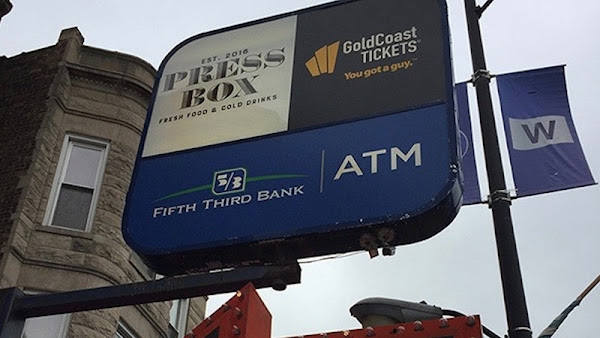 EST. 2016
PRESS
BOX
FRESH FOOD & COLD DRINKS
GoldCoast
TICKETS
You got a guy.
5/3
FIFTH THIRD BANK
ATM
W